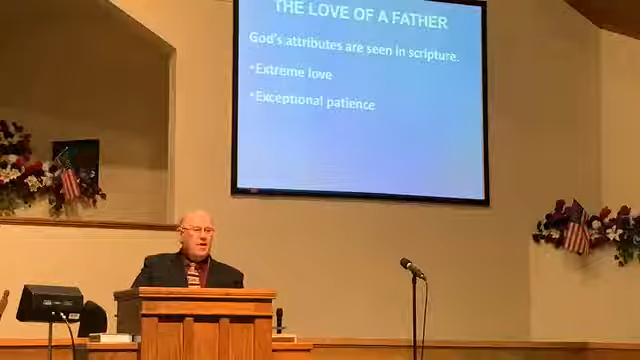 THE LOVE OF A FATHER
God's attributes are seen in scripture.
•Extreme love
•Exceptional patience